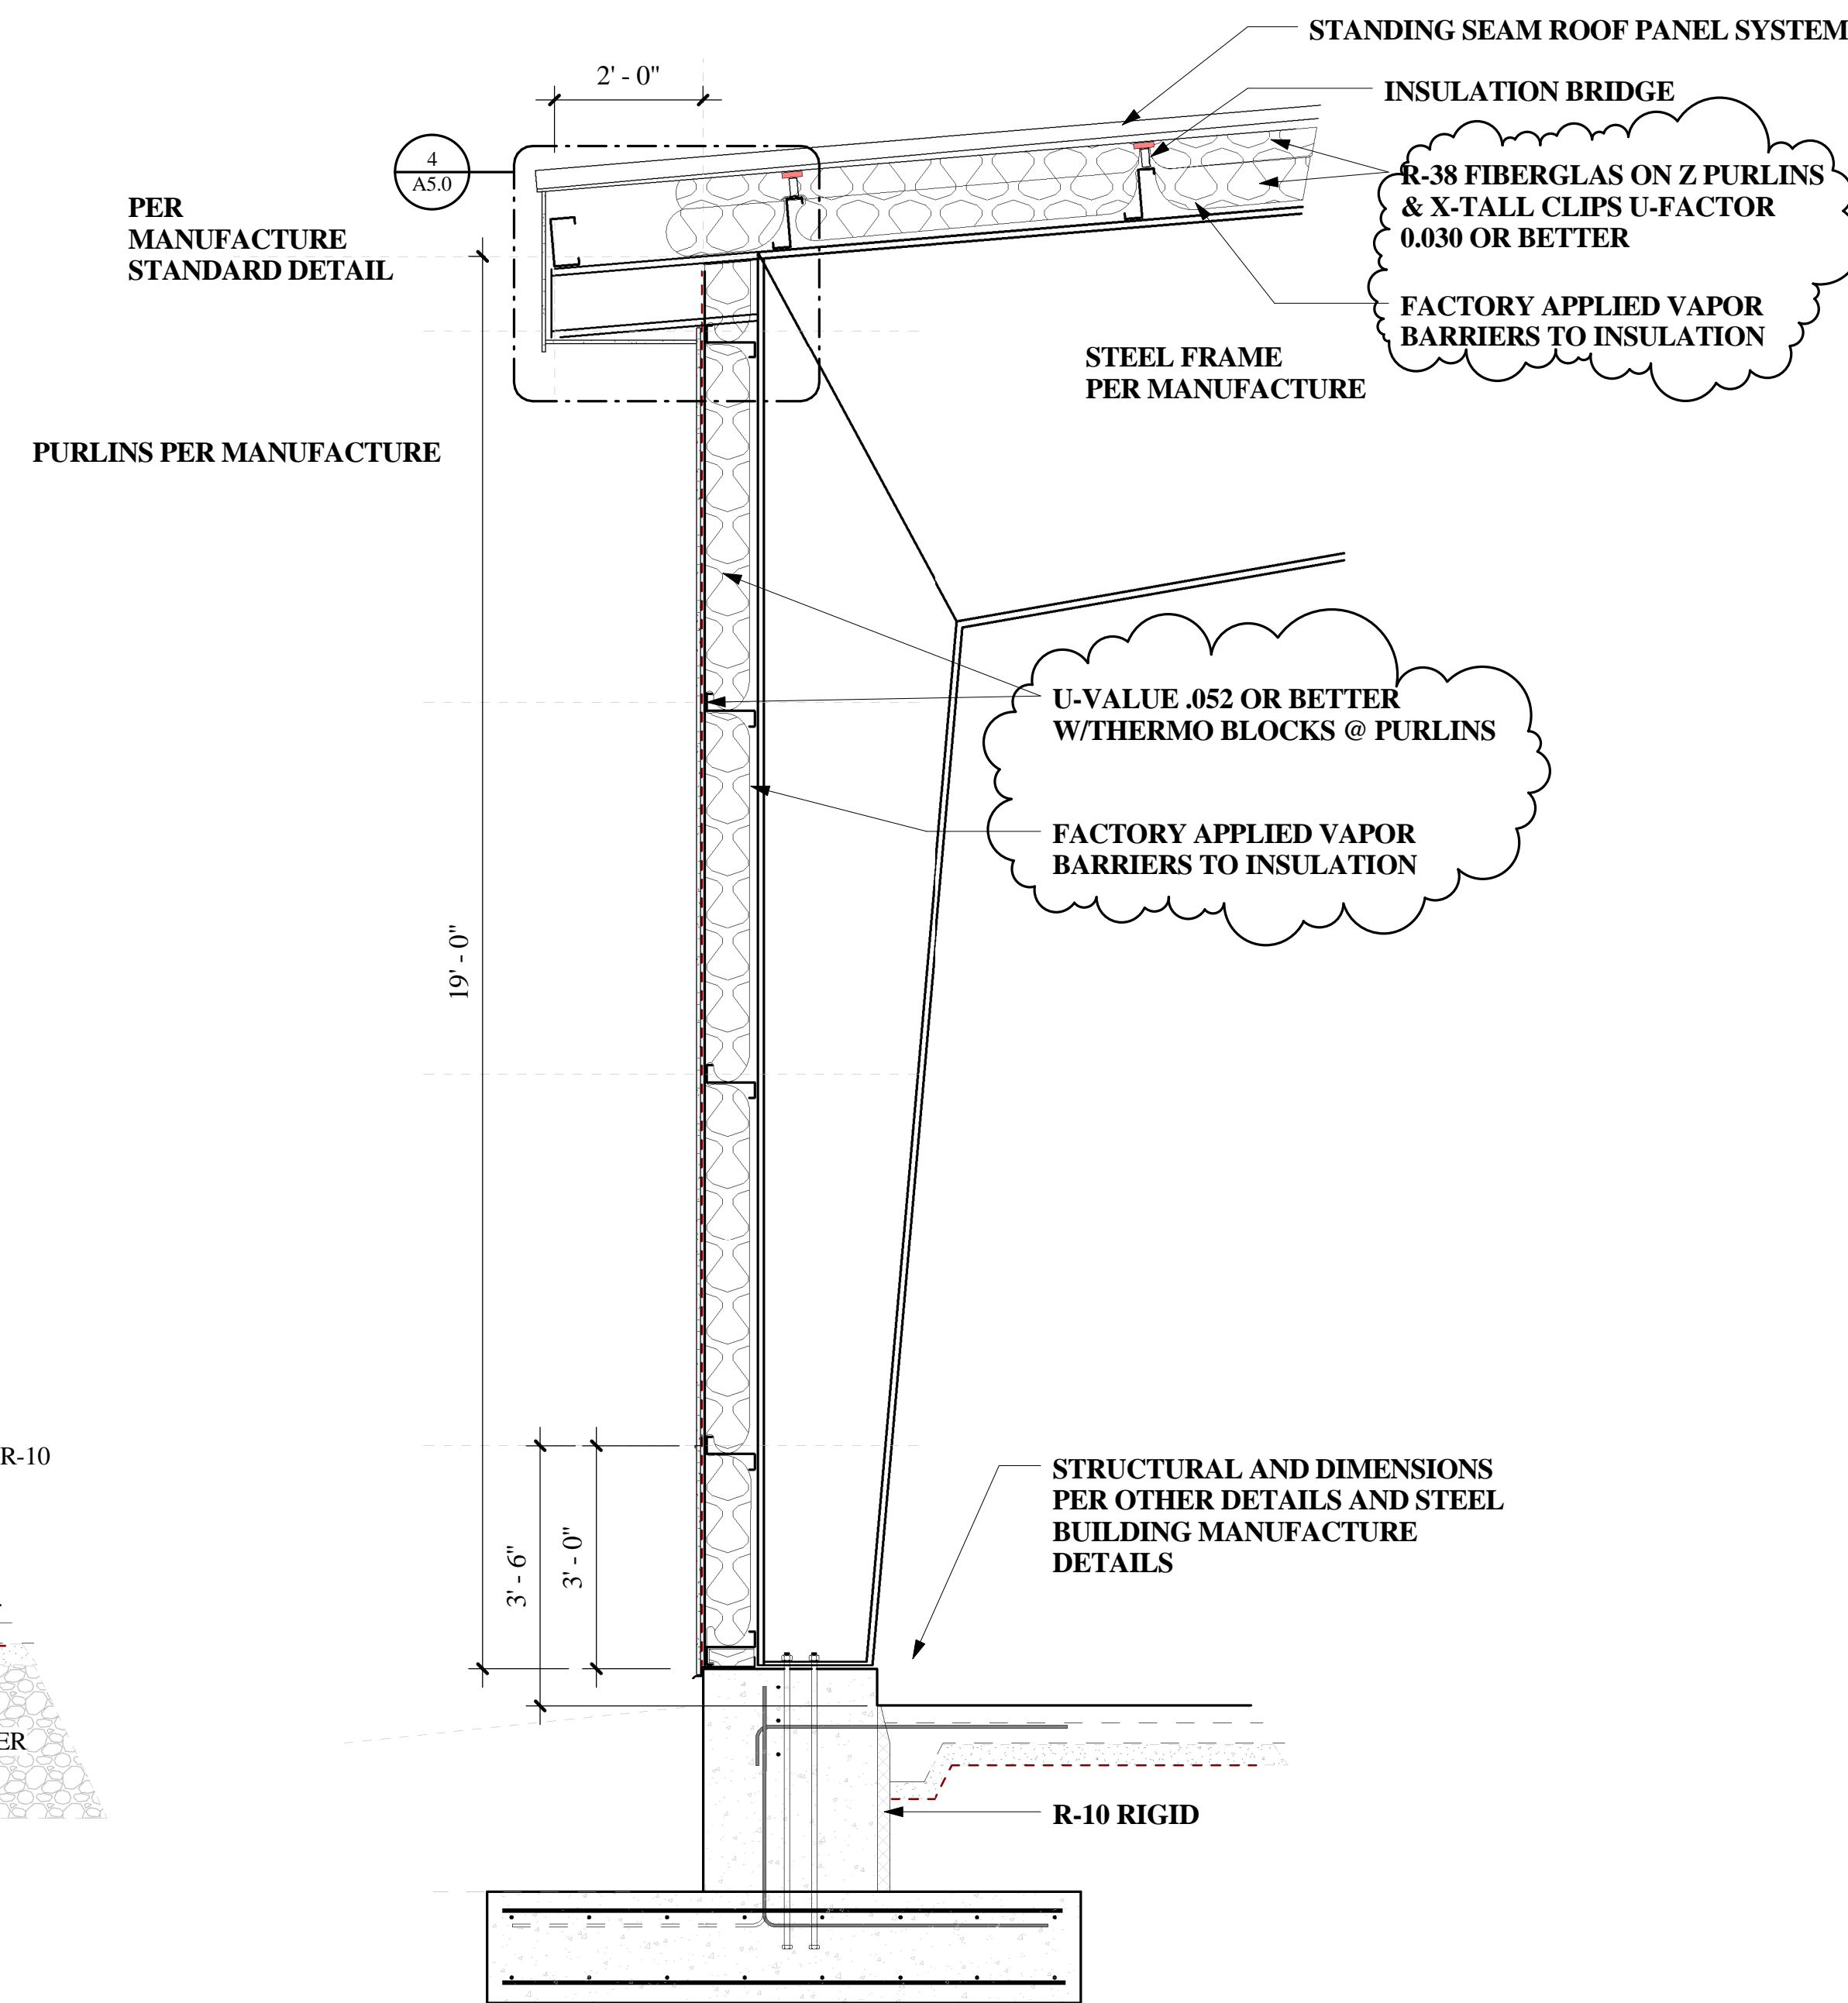 STANDING SEAM ROOF PANEL SYSTEM
2' - 0"
INSULATION BRIDGE
4
A5.0
R-38 FIBERGLAS ON Z PURLINS
& X-TALL CLIPS U-FACTOR
0.030 OR BETTER
PER
MANUFACTURE
STANDARD DETAIL
FACTORY APPLIED VAPOR
BARRIERS TO INSULATION
STEEL FRAME
PER MANUFACTURE
PURLINS PER MANUFACTURE
U-VALUE .052 OR BETTER
W/THERMO BLOCKS @ PURLINS
FACTORY APPLIED VAPOR
BARRIERS TO INSULATION
19' - 0"
R-10
STRUCTURAL AND DIMENSIONS
PER OTHER DETAILS AND STEEL
BUILDING MANUFACTURE
DETAILS
3' - 6"
3' - 0"
ER
R-10 RIGID